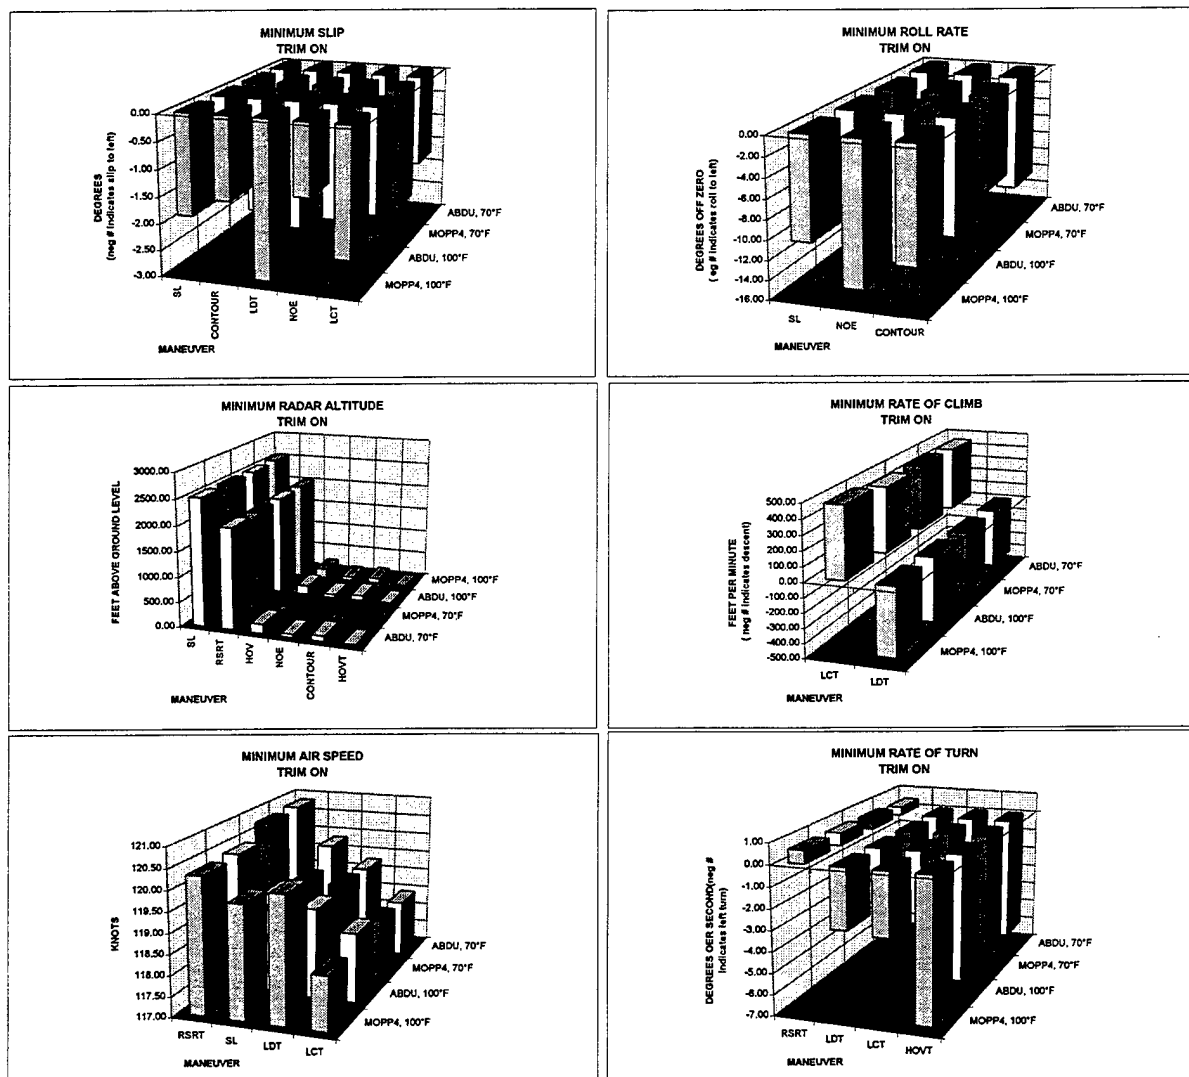 MINIMUM SLIP
TRIM ON
DEGREES
(neg # indicates slip to left)
0.00
-0.50
-1.00
-1.50
-2.00
-2.50
-3.00
SL
CONTOUR
LDT
NOE
LCT
MANEUVER
ABDU, 70°F
MOPP4, 70°F
ABDU, 100°F
MOPP4, 100°F
MINIMUM ROLL RATE
TRIM ON
DEGREES OFF ZERO
( eg # indicates roll to left)
0.00
-2.00
-4.00
-6.00
-8.00
-10.00
-12.00
-14.00
-16.00
SL
NOE
CONTOUR
MANEUVER
ABDU, 70°F
MOPP4, 70°F
ABDU, 100°F
MOPP4, 100°F
MINIMUM RADAR ALTITUDE
TRIM ON
FEET ABOVE GROUND LEVEL
3000.00
2500.00
2000.00
1500.00
1000.00
500.00
0.00
SL
RSRT
HOV
NOE
CONTOUR
HOVT
MANEUVER
MOPP4, 100°F
ABDU, 100°F
MOPP4, 70°F
ABDU, 70°F
MINIMUM RATE OF CLIMB
TRIM ON
FEET PER MINUTE
( neg # indicates descent)
500.00
400.00
300.00
200.00
100.00
0.00
-100.00
-200.00
-300.00
-400.00
-500.00
LCT
LDT
MANEUVER
ABDU, 70°F
MOPP4, 70°F
ABDU, 100°F
MOPP4, 100°F
MINIMUM AIR SPEED
TRIM ON
KNOTS
121.00
120.50
120.00
119.50
119.00
118.50
118.00
117.50
117.00
RSRT
SL
LDT
LCT
MANEUVER
ABDU, 70°F
MOPP4, 70°F
ABDU, 100°F
MOPP4, 100°F
MINIMUM RATE OF TURN
TRIM ON
DEGREES OER SECOND(neg #
indicates left turn)
1.00
0.00
-1.00
-2.00
-3.00
-4.00
-5.00
-6.00
-7.00
RSRT
LDT
LCT
HOVT
MANEUVER
ABDU, 70°F
MOPP4, 70°F
ABDU, 100°F
MOPP4, 100°F